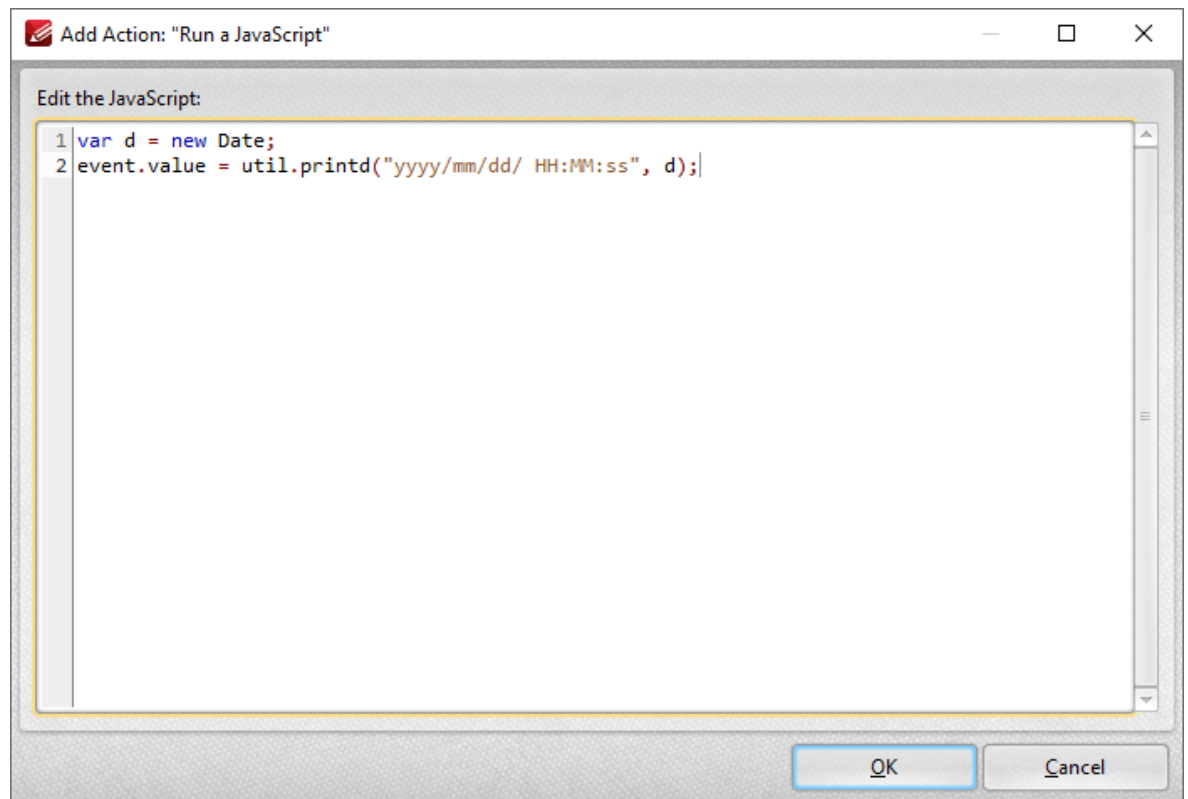 Add Action: "Run a JavaScript"
Edit the JavaScript:
1 var d = new Date;
2 event.value = util.printd("yyyy/mm/dd/ HH:MM:ss", d);
OK Cancel